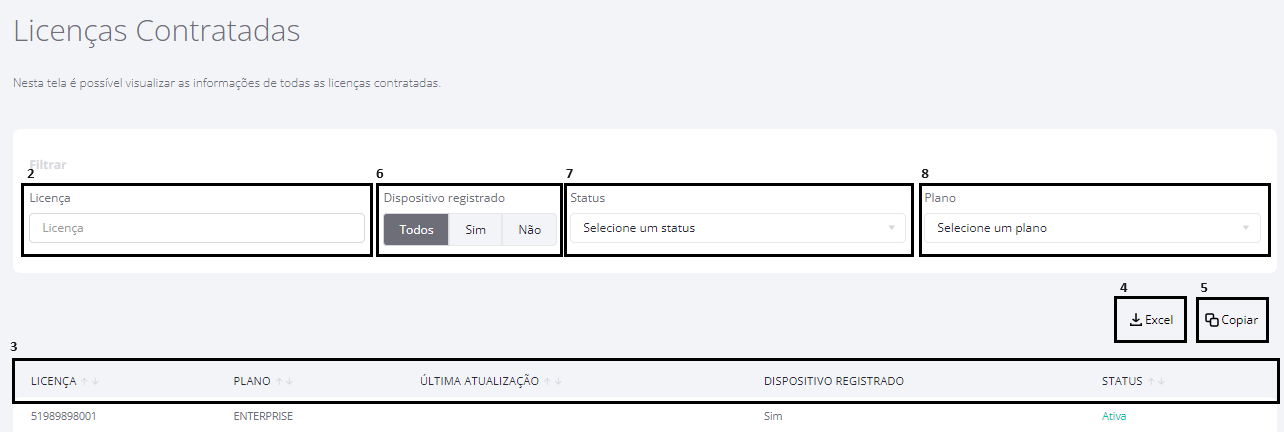 Licenças Contratadas
Nesta tela é possível visualizar as informações de todas as licenças contratadas.
Filtrar
2 6 7 8
Licença Dispositivo registrado Status Plano
Licença Todos Sim Não Selecione um status Selecione um plano
4 5
Excel Copiar
3
LICENÇA PLANO ÚLTIMA ATUALIZAÇÃO DISPOSITIVO REGISTRADO STATUS
51989898001 ENTERPRISE Sim Ativa